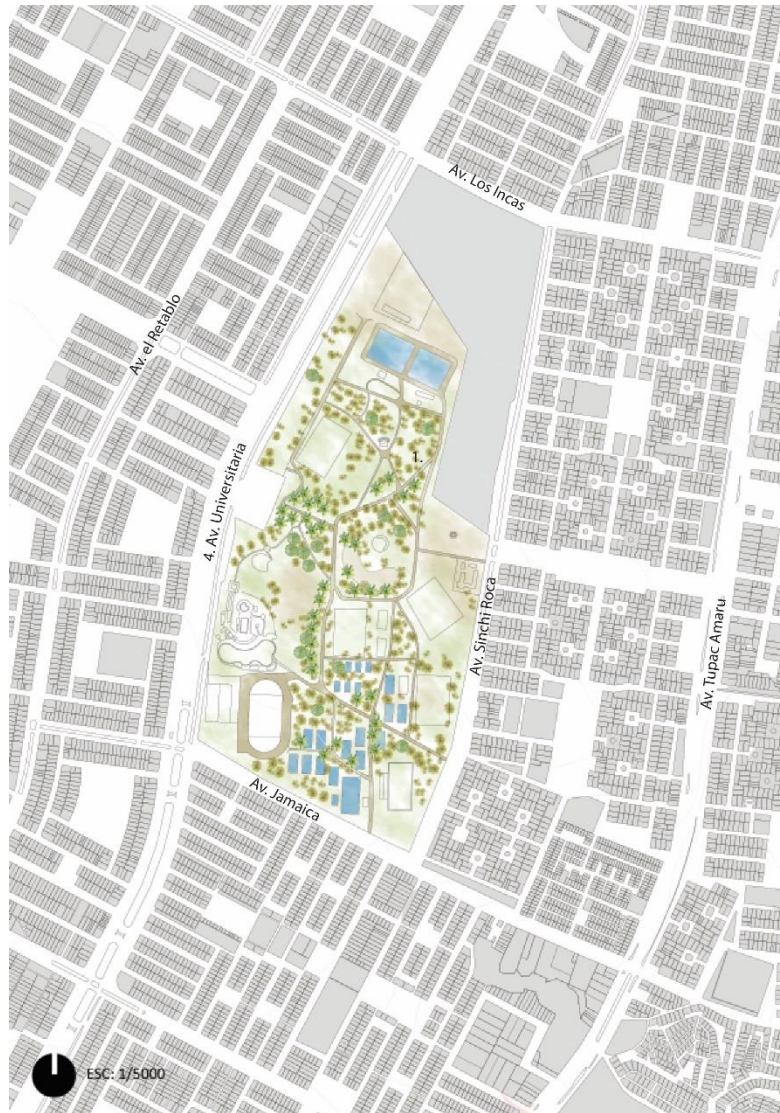 Av. Los Incas
Av. el Retablo
1.
4. Av. Universitaria
Av. Sinchi Roca
Av. Tupac Amaru
Av. Jamaica
ESC: 1/5000